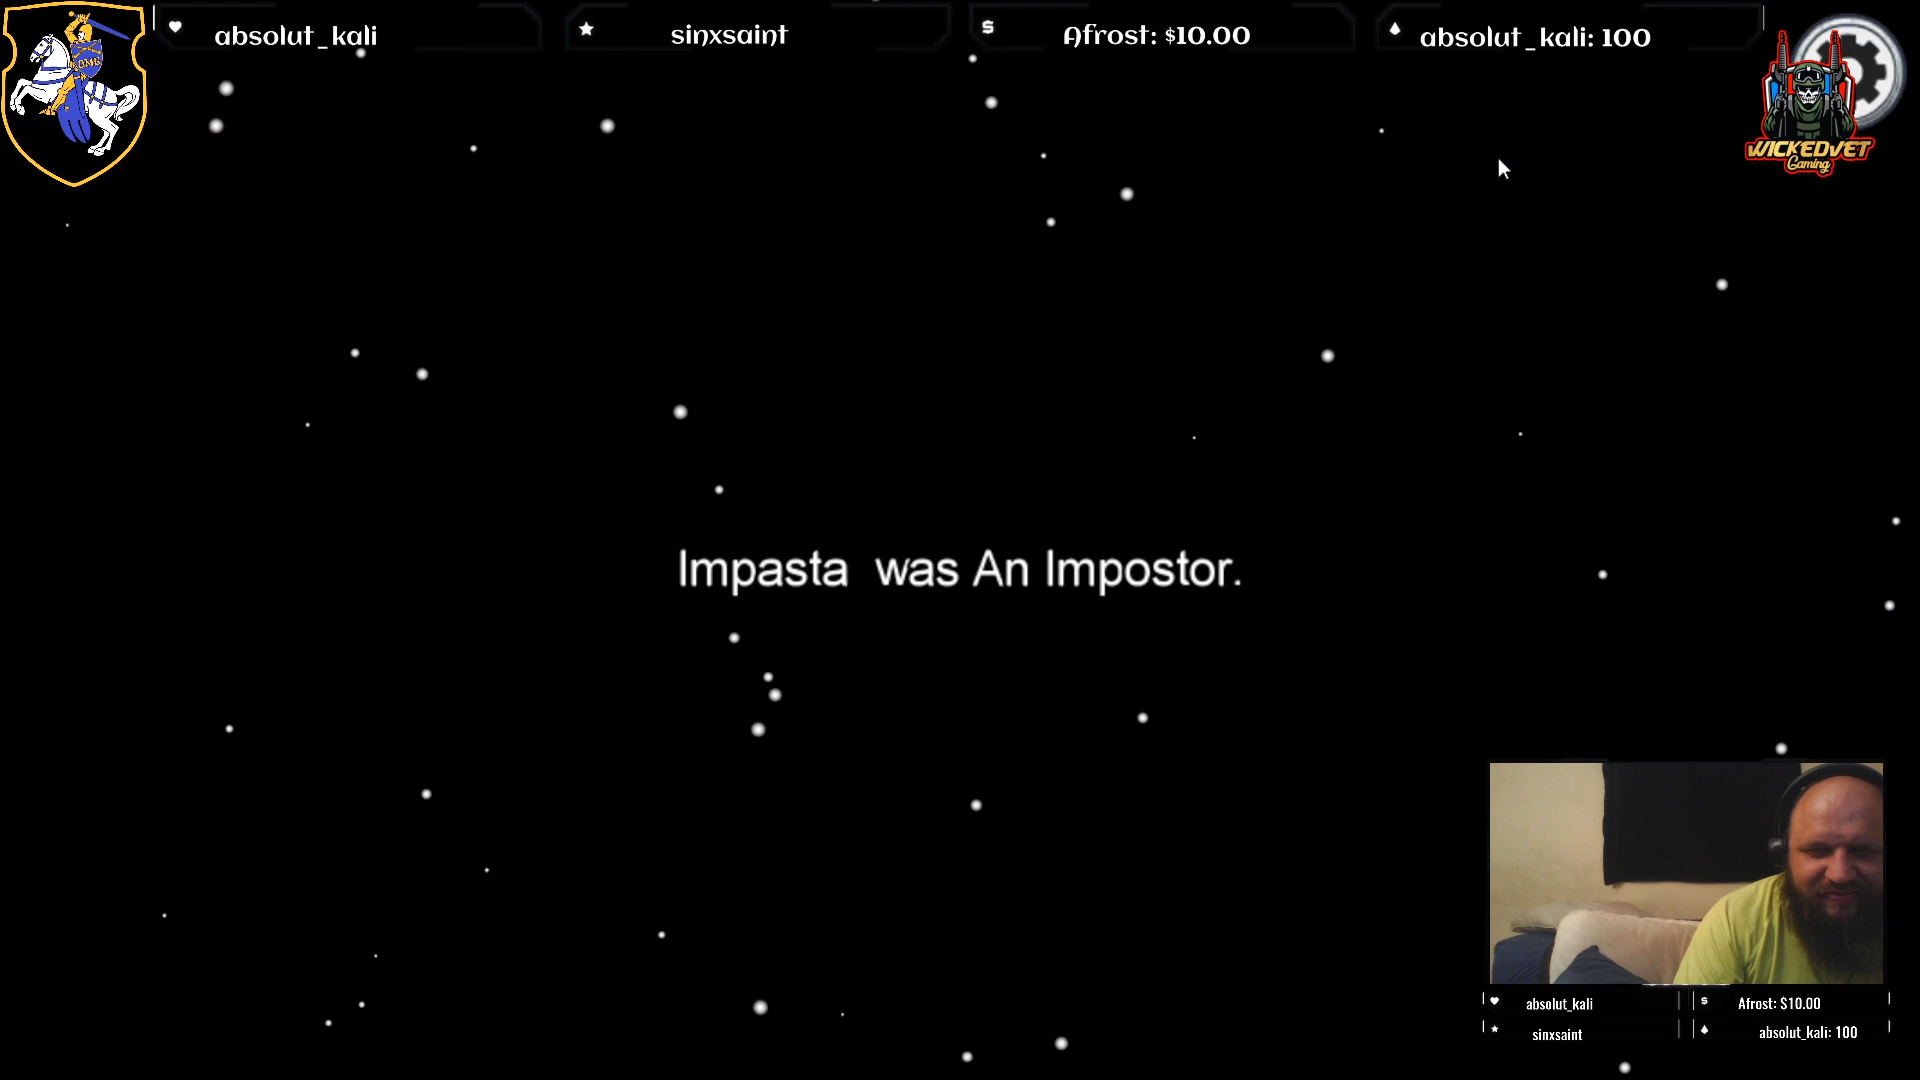 absolut_kali
sinxsaint
$ Afrost: $10.00
absolut_kali: 100
WICKEDVET
Gaming
Impasta was An Impostor.
absolut_kali
$ Afrost: $10.00
sinxsaint
absolut_kali: 100